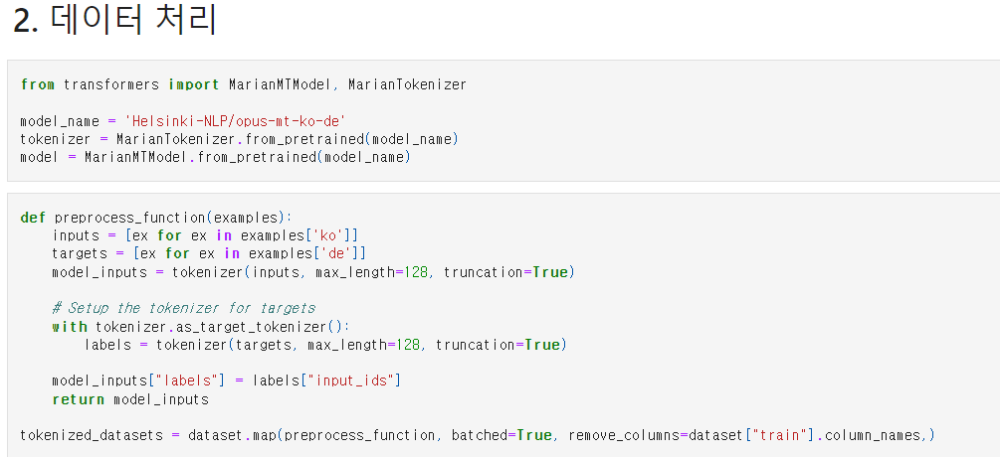 2. 데이터 처리
from transformers import MarianMTModel, MarianTokenizer
model_name = 'Helsinki-NLP/opus-mt-ko-de'
tokenizer = MarianTokenizer.from_pretrained(model_name)
model = MarianMTModel.from_pretrained(model_name)
def preprocess_function(examples):
    inputs = [ex for ex in examples['ko']]
    targets = [ex for ex in examples['de']]
    model_inputs = tokenizer(inputs, max_length=128, truncation=True)
    # Setup the tokenizer for targets
    with tokenizer.as_target_tokenizer():
        labels = tokenizer(targets, max_length=128, truncation=True)
    model_inputs["labels"] = labels["input_ids"]
    return model_inputs
tokenized_datasets = dataset.map(preprocess_function, batched=True, remove_columns=dataset["train"].column_names,)